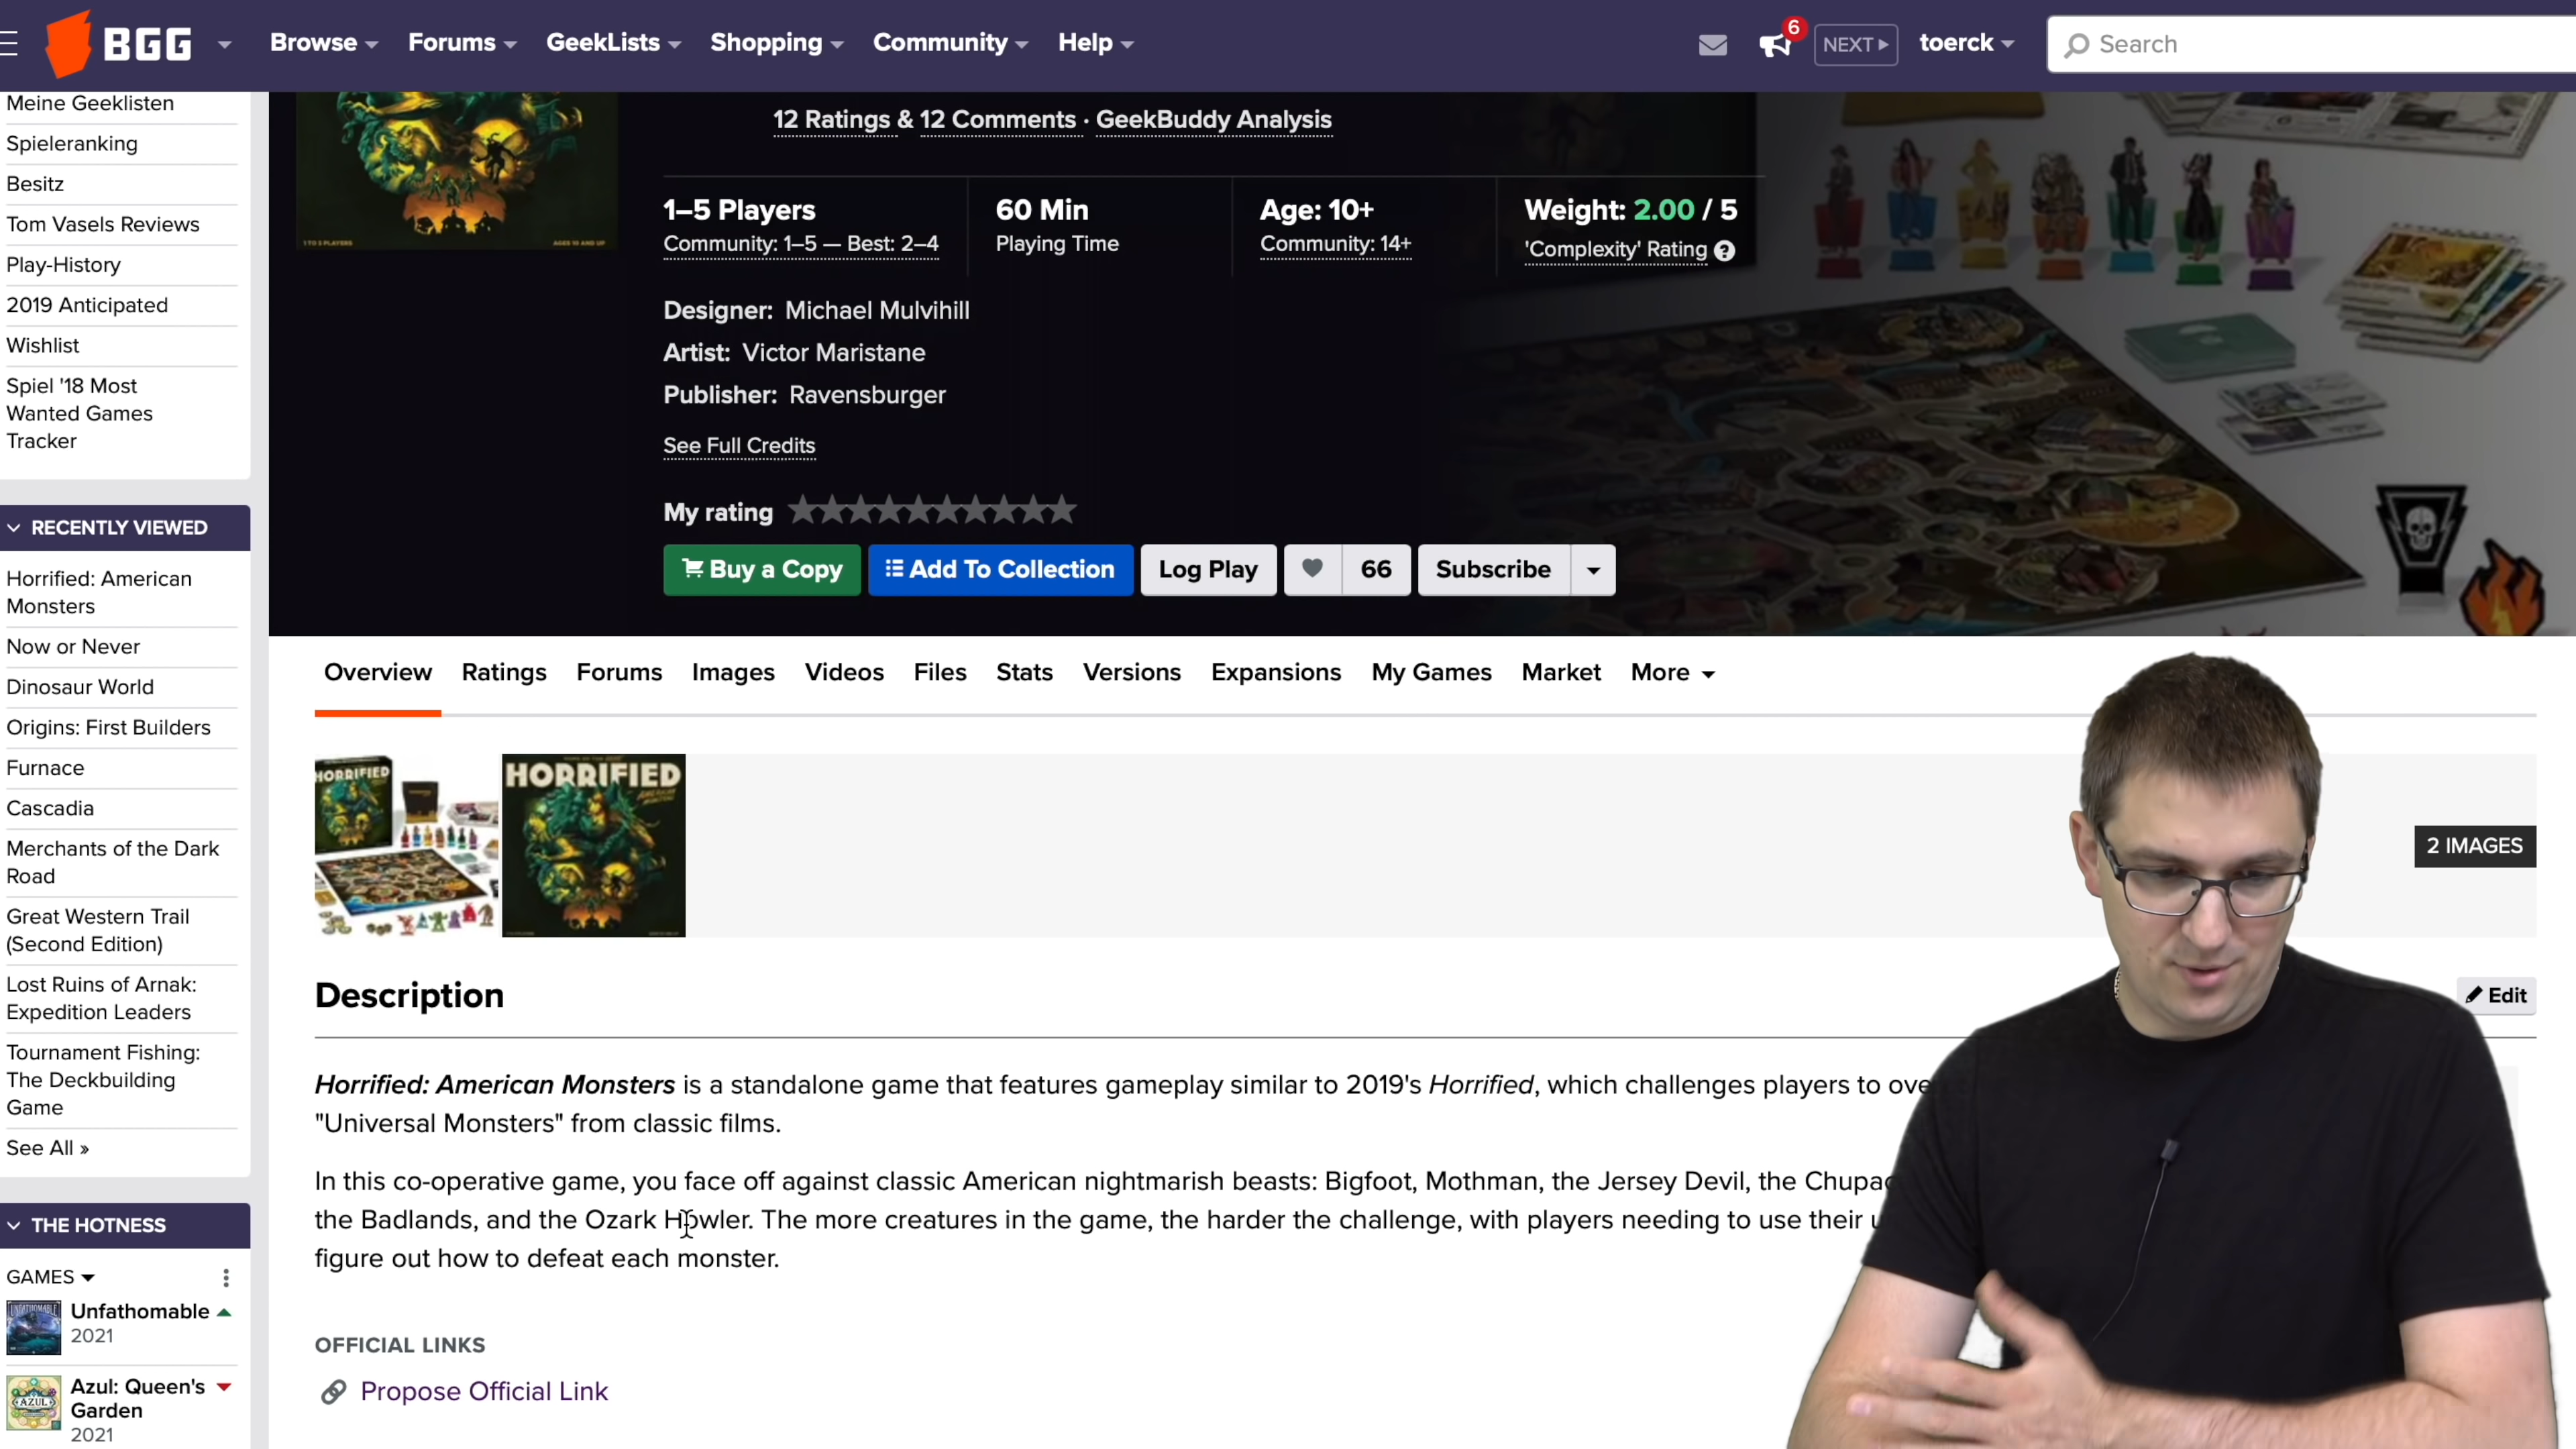 BGG
Browse
Forums
GeekLists
Shopping
Community
Help
6
NEXT
toerck
Search
Meine Geeklisten
Spieleranking
Besitz
Tom Vasels Reviews
Play-History
2019 Anticipated
Wishlist
Spiel '18 Most
Wanted Games
Tracker
RECENTLY VIEWED
Horrified: American
Monsters
Now or Never
Dinosaur World
Origins: First Builders
Furnace
Cascadia
Merchants of the Dark
Road
Great Western Trail
(Second Edition)
Lost Ruins of Arnak:
Expedition Leaders
Tournament Fishing:
The Deckbuilding
Game
See All »
THE HOTNESS
GAMES
Unfathomable
2021
AZUL
Azul: Queen's
Garden
2021
1 TO 5 PLAYERS
AGES 10 AND UP
12 Ratings & 12 Comments · GeekBuddy Analysis
1–5 Players
Community: 1–5 — Best: 2–4
60 Min
Playing Time
Age: 10+
Community: 14+
Weight: 2.00 / 5
'Complexity' Rating
Designer: Michael Mulvihill
Artist: Victor Maristane
Publisher: Ravensburger
See Full Credits
My rating
Buy a Copy
Add To Collection
Log Play
66
Subscribe
Overview
Ratings
Forums
Images
Videos
Files
Stats
Versions
Expansions
My Games
Market
More
HORRIFIED
HORRIFIED
AMERICAN
MONSTERS
2 IMAGES
Description
Edit
Horrified: American Monsters is a standalone game that features gameplay similar to 2019's Horrified, which challenges players to
"Universal Monsters" from classic films.
In this co-operative game, you face off against classic American nightmarish beasts: Bigfoot, Mothman, the Jersey Devil, the
the Badlands, and the Ozark Howler. The more creatures in the game, the harder the challenge, with players needing to use their
figure out how to defeat each monster.
OFFICIAL LINKS
Propose Official Link